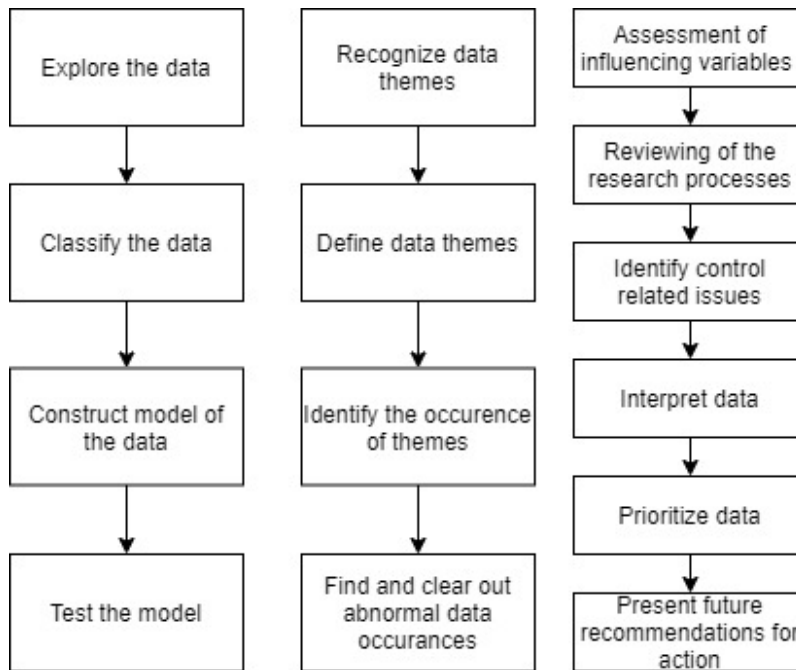 Explore the data
Classify the data
Construct model of
the data
Test the model
Recognize data
themes
Define data themes
Identify the occurence
of themes
Find and clear out
abnormal data
occurances
Assessment of
influencing variables
Reviewing of the
research processes
Identify control
related issues
Interpret data
Prioritize data
Present future
recommendations for
action